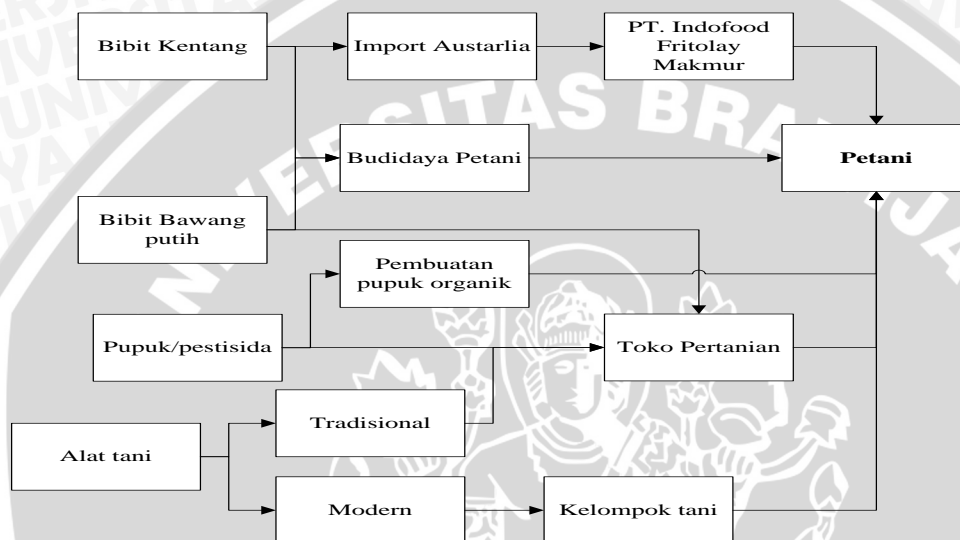 Bibit Kentang
Import Austarlia
PT. Indofood
Fritolay
Makmur
Budidaya Petani
Petani
Bibit Bawang
putih
Pembuatan
pupuk organik
Pupuk/pestisida
Toko Pertanian
Tradisional
Alat tani
Modern
Kelompok tani